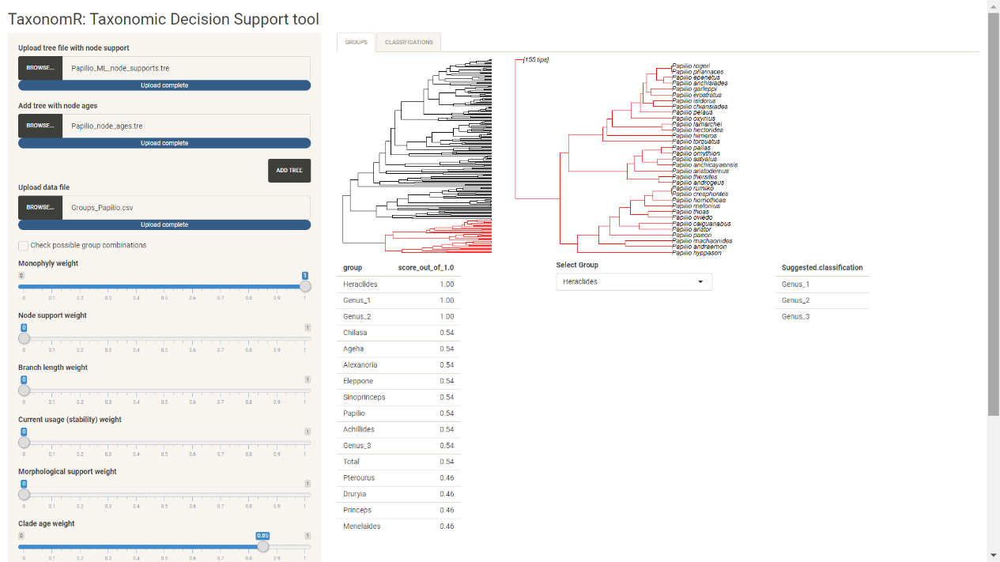 TaxonomR: Taxonomic Decision Support tool
Upload tree file with node support
BROWSE... Papilio_ML_node_supports.tre
Upload complete
Add tree with node ages
BROWSE... Papilio_node_ages.tre
Upload complete
ADD TREE
Upload data file
BROWSE... Groups_Papilio.csv
Upload complete
Check possible group combinations
Monophyly weight
0 1
0 0.1 0.2 0.3 0.4 0.5 0.6 0.7 0.8 0.9 1
Node support weight
0 1
0 0.1 0.2 0.3 0.4 0.5 0.6 0.7 0.8 0.9 1
Branch length weight
0 1
0 0.1 0.2 0.3 0.4 0.5 0.6 0.7 0.8 0.9 1
Current usage (stability) weight
0 1
0 0.1 0.2 0.3 0.4 0.5 0.6 0.7 0.8 0.9 1
Morphological support weight
0 1
0 0.1 0.2 0.3 0.4 0.5 0.6 0.7 0.8 0.9 1
Clade age weight
0 0.85 1
0 0.1 0.2 0.3 0.4 0.5 0.6 0.7 0.8 0.9 1
GROUPS CLASSIFICATIONS
[155 tips]
Papilio rogeri
Papilio pharnaces
Papilio epenetus
Papilio anchisiades
Papilio garleppi
Papilio erostratus
Papilio isidorus
Papilio chiansiades
Papilio pelaus
Papilio oxynius
Papilio lamarchei
Papilio hectorides
Papilio himeros
Papilio torquatus
Papilio pallas
Papilio ornythion
Papilio astyalus
Papilio anchicayaensis
Papilio aristodemus
Papilio thersites
Papilio androgeus
Papilio rumiko
Papilio cresphontes
Papilio homothoas
Papilio melonius
Papilio thoas
Papilio oviedo
Papilio caiguanabus
Papilio aristor
Papilio paeon
Papilio machaonides
Papilio andraemon
Papilio hyppason
group score_out_of_1.0
Heraclides 1.00
Genus_1 1.00
Genus_2 1.00
Chilasa 0.54
Ageha 0.54
Alexanoria 0.54
Eleppone 0.54
Sinoprinceps 0.54
Papilio 0.54
Achillides 0.54
Genus_3 0.54
Total 0.54
Pterourus 0.46
Druryia 0.46
Princeps 0.46
Menelaides 0.46
Select Group
Heraclides
Suggested.classification
Genus_1
Genus_2
Genus_3